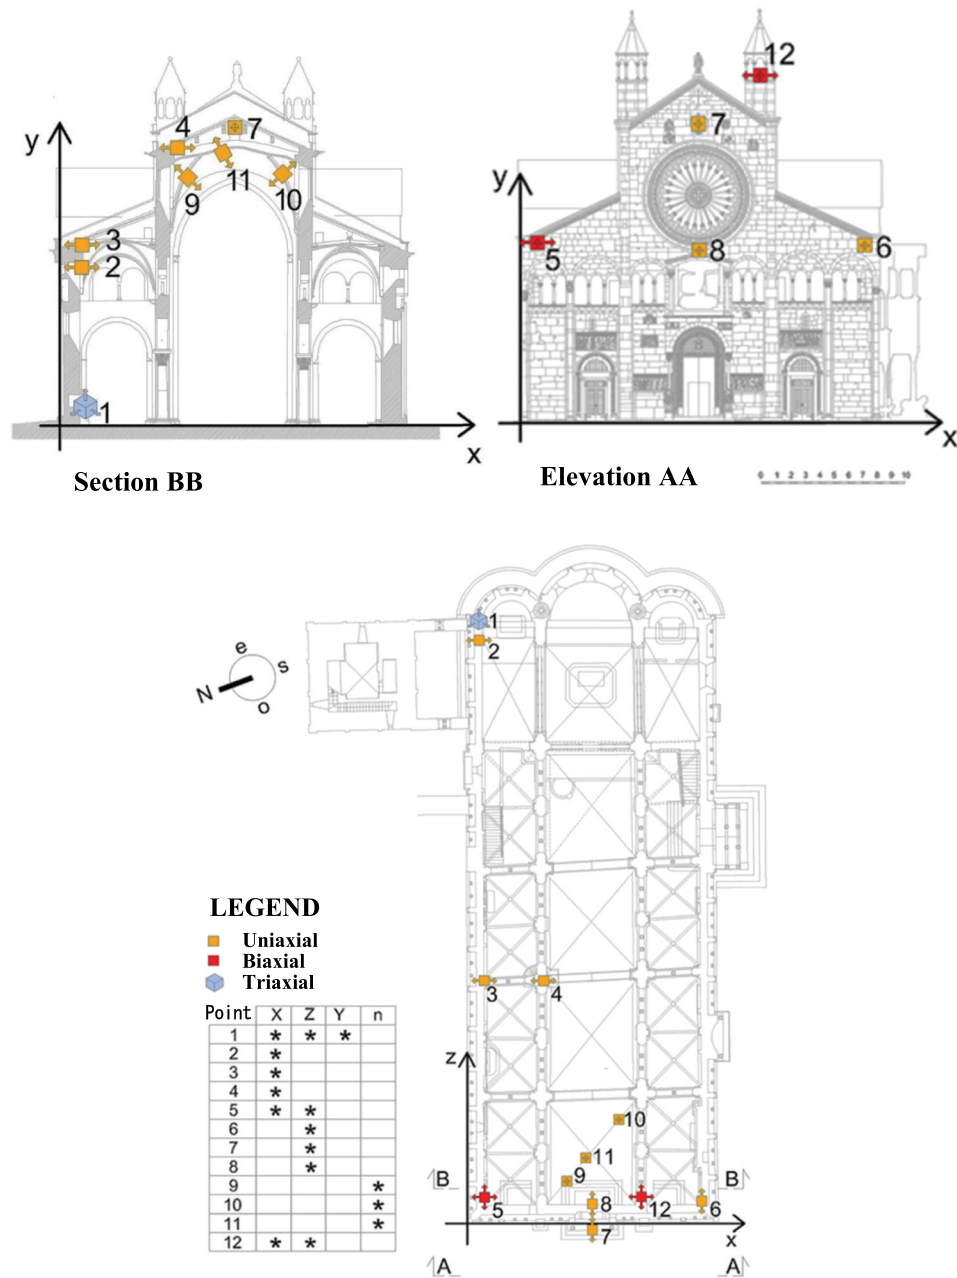 12
4
7
7
y
11
9
10
y
3
2
5
8
6
1
x
x
Section BB
Elevation AA
0 1 2 3 4 5 6 7 8 9 10
1
2
e
s
N
o
LEGEND
Uniaxial
Biaxial
Triaxial
3
4
Point X Z Y n
1 * * *
2 *
3 *
4 *
5 * *
6 *
7 *
8 *
9 *
10 *
11 *
12 * *
z
10
11
9
B
B
5
8
12
6
7
x
A
A